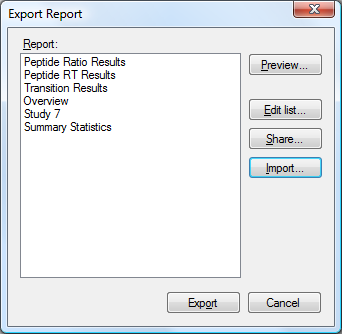 Export Report
Report:
Peptide Ratio Results
Peptide RT Results
Transition Results
Overview
Study 7
Summary Statistics
Preview...
Edit list...
Share...
Import...
Export
Cancel